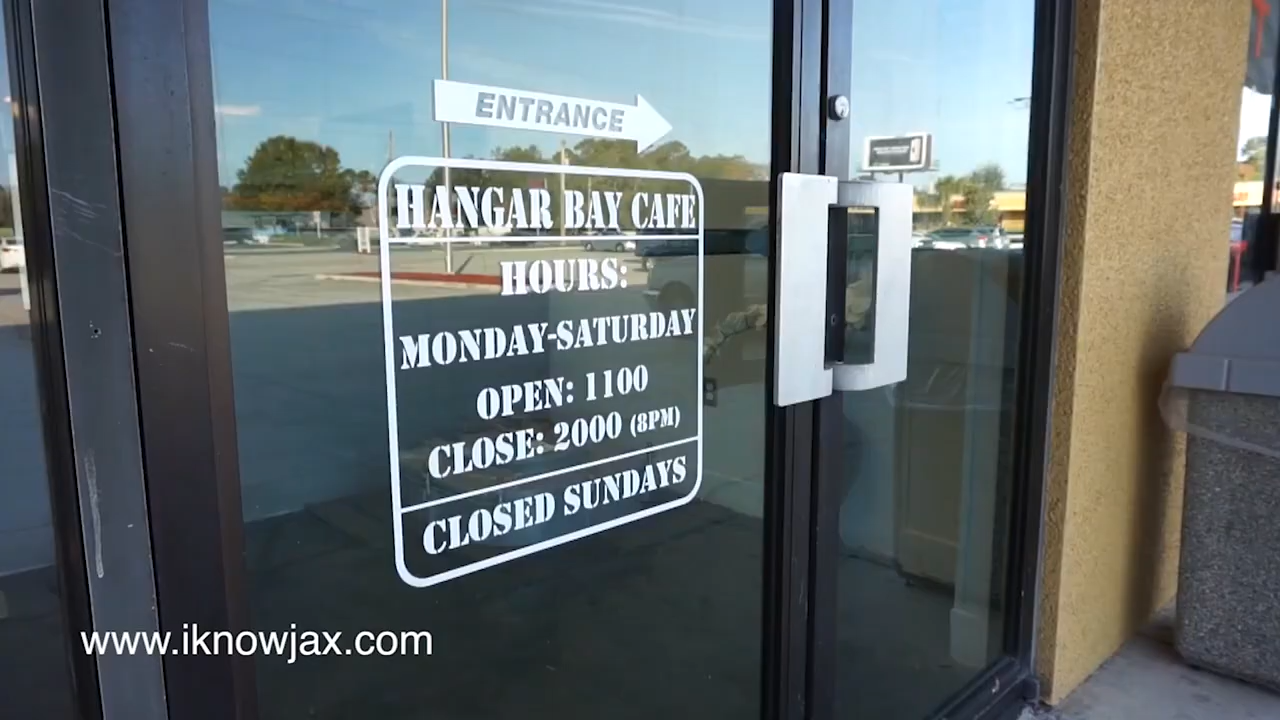 ENTRANCE
HANGAR BAY CAFE
HOURS:
MONDAY-SATURDAY
OPEN: 1100
CLOSE: 2000 (8PM)
CLOSED SUNDAYS
www.iknowjax.com